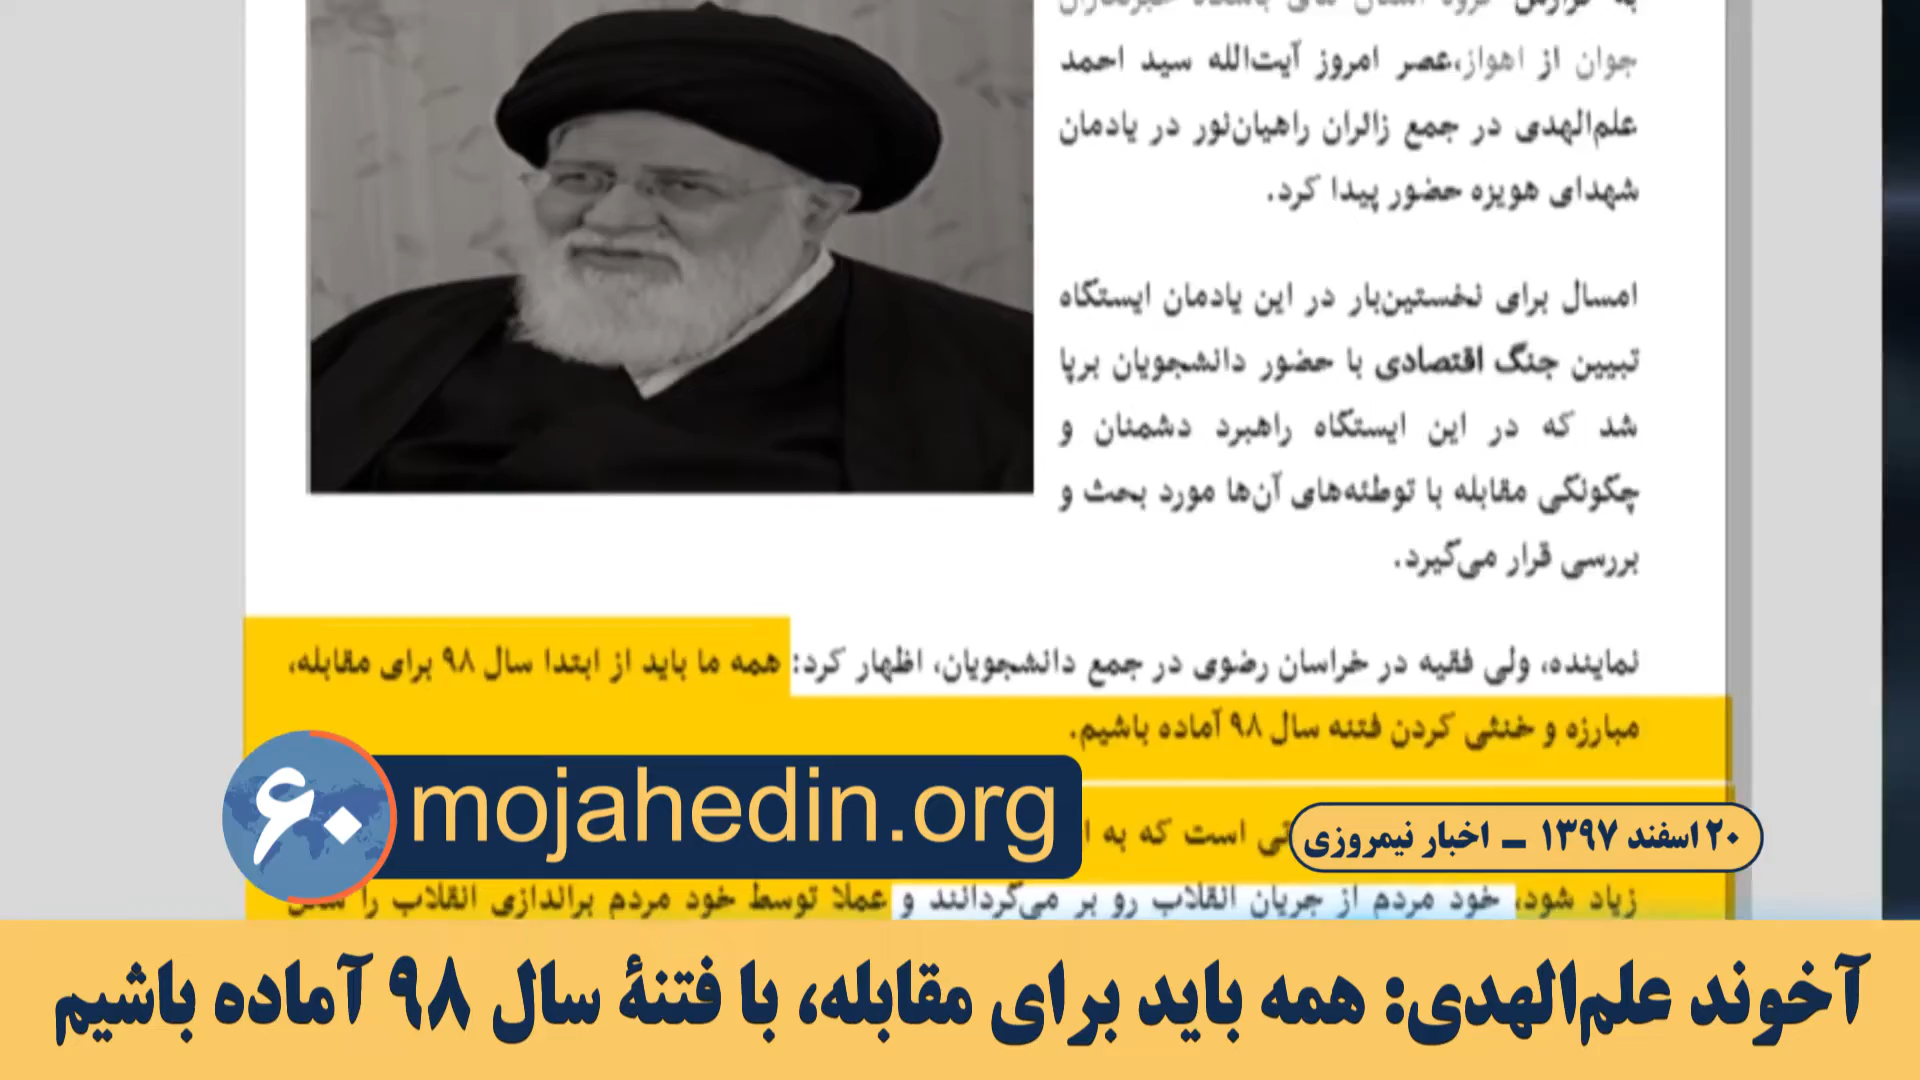 جوان از اهواز،عصر امروز آیت‌الله سید احمد
علم‌الهدی در جمع زائران راهیان‌نور در یادمان
شهدای هویزه حضور پیدا کرد.
امسال برای نخستین‌بار در این یادمان ایستگاه
تبیین جنگ اقتصادی با حضور دانشجویان برپا
شد که در این ایستگاه راهبرد دشمنان و
چگونگی مقابله با توطئه‌های آن‌ها مورد بحث و
بررسی قرار می‌گیرد.
نماینده، ولی فقیه در خراسان رضوی در جمع دانشجویان، اظهار کرد: همه ما باید از ابتدا سال ۹۸ برای مقابله،
مبارزه و خنثی کردن فتنه سال ۹۸ آماده باشیم.
است که به
زیاد شود، خود مردم از جریان انقلاب رو بر می‌گردانند و عملا توسط خود مردم براندازی انقلاب را
۶۰ mojahedin.org
۲۰ اسفند ۱۳۹۷ – اخبار نیمروزی
آخوند علم‌الهدی: همه باید برای مقابله، با فتنهٔ سال ۹۸ آماده باشیم